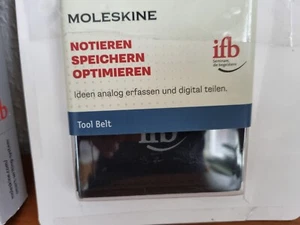 MOLESKINE
NOTIEREN
SPEICHERN
OPTIMIEREN
ifb
Ideen analog erfassen und digital teilen.
Tool Belt
ifb